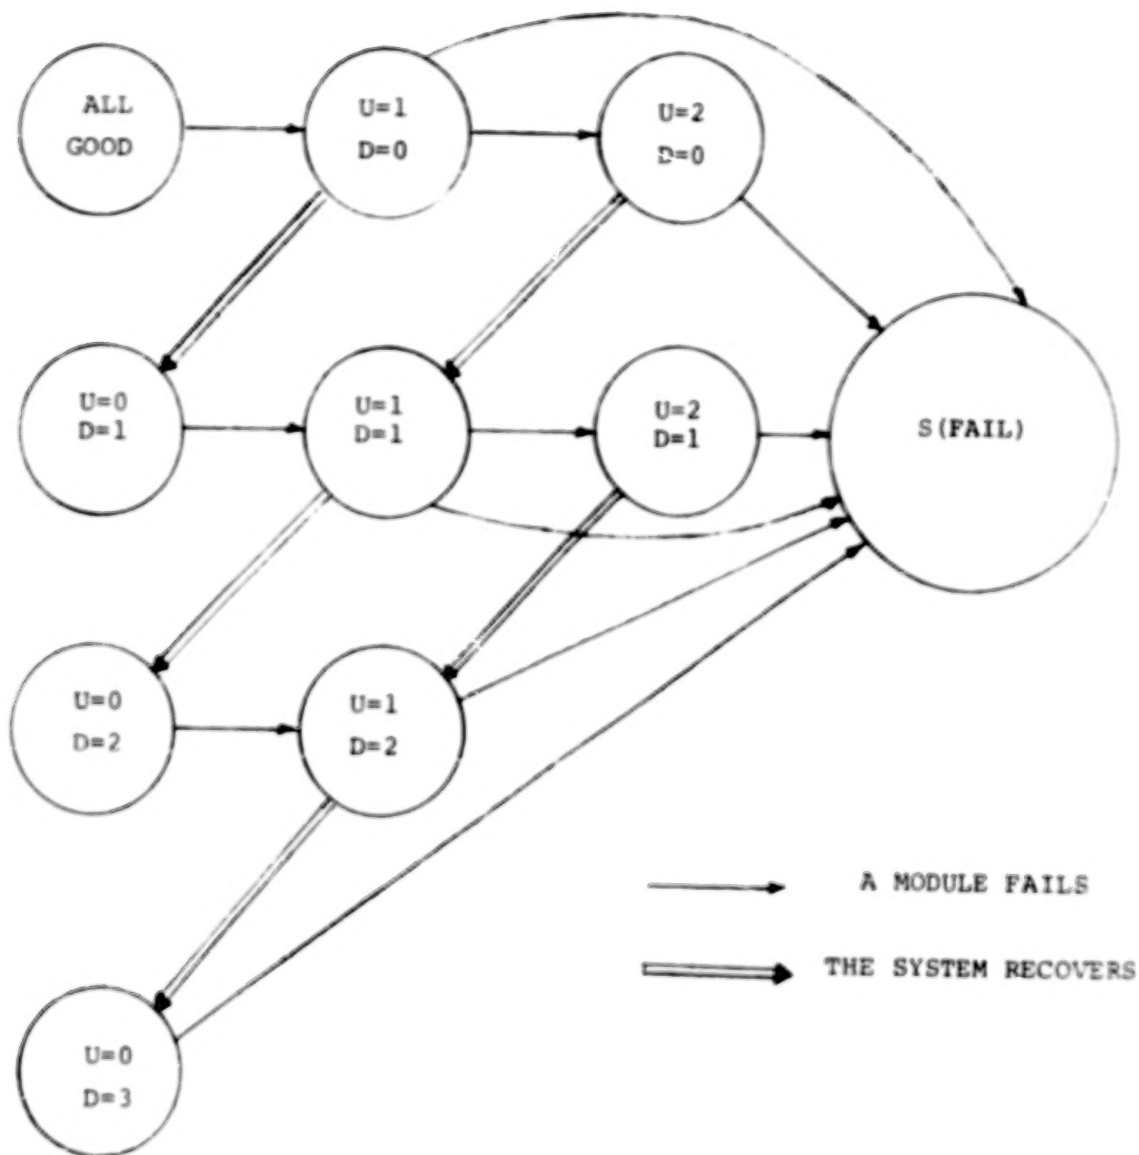 ALL
GOOD
U=1
D=0
U=2
D=0
U=0
D=1
U=1
D=1
U=2
D=1
S(FAIL)
U=0
D=2
U=1
D=2
A MODULE FAILS
THE SYSTEM RECOVERS
U=0
D=3